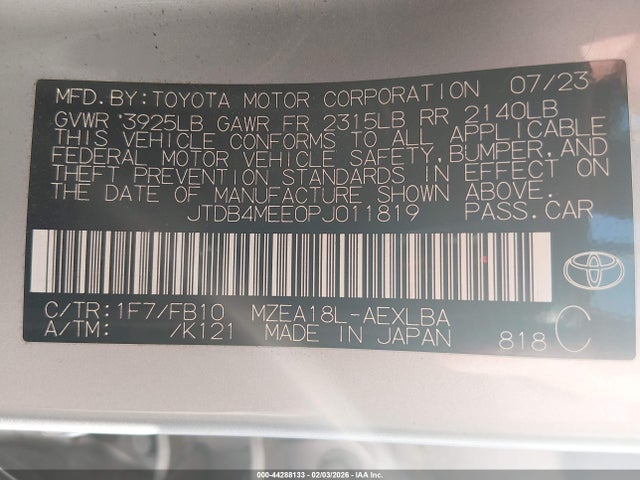 MFD.BY:TOYOTA MOTOR CORPORATION 07/23
GVWR 3925LB GAWR FR 2315LB RR 2140LB
THIS VEHICLE CONFORMS TO ALL APPLICABLE
FEDERAL MOTOR VEHICLE SAFETY,BUMPER,AND
THEFT PREVENTION STANDARDS IN EFFECT ON
THE DATE OF MANUFACTURE SHOWN ABOVE.
JTDB4MEE0PJ011819 PASS.CAR
C/TR:1F7/FB10 MZEA18L-AEXLBA
A/TM: /K121 MADE IN JAPAN 818 C
000-44288133 - 02/03/2026 - IAA Inc.